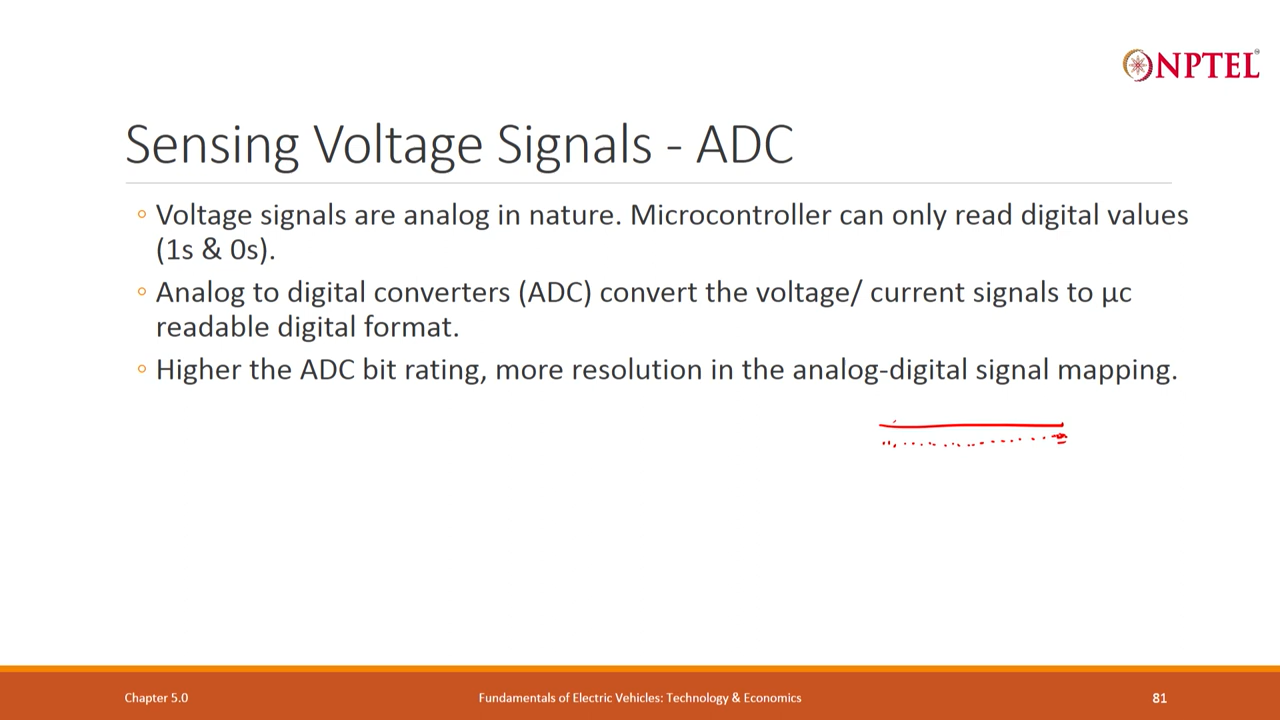 NPTEL
Sensing Voltage Signals - ADC
◦ Voltage signals are analog in nature. Microcontroller can only read digital values
(1s & 0s).
◦ Analog to digital converters (ADC) convert the voltage/ current signals to µc
readable digital format.
◦ Higher the ADC bit rating, more resolution in the analog-digital signal mapping.
Chapter 5.0
Fundamentals of Electric Vehicles: Technology & Economics
81